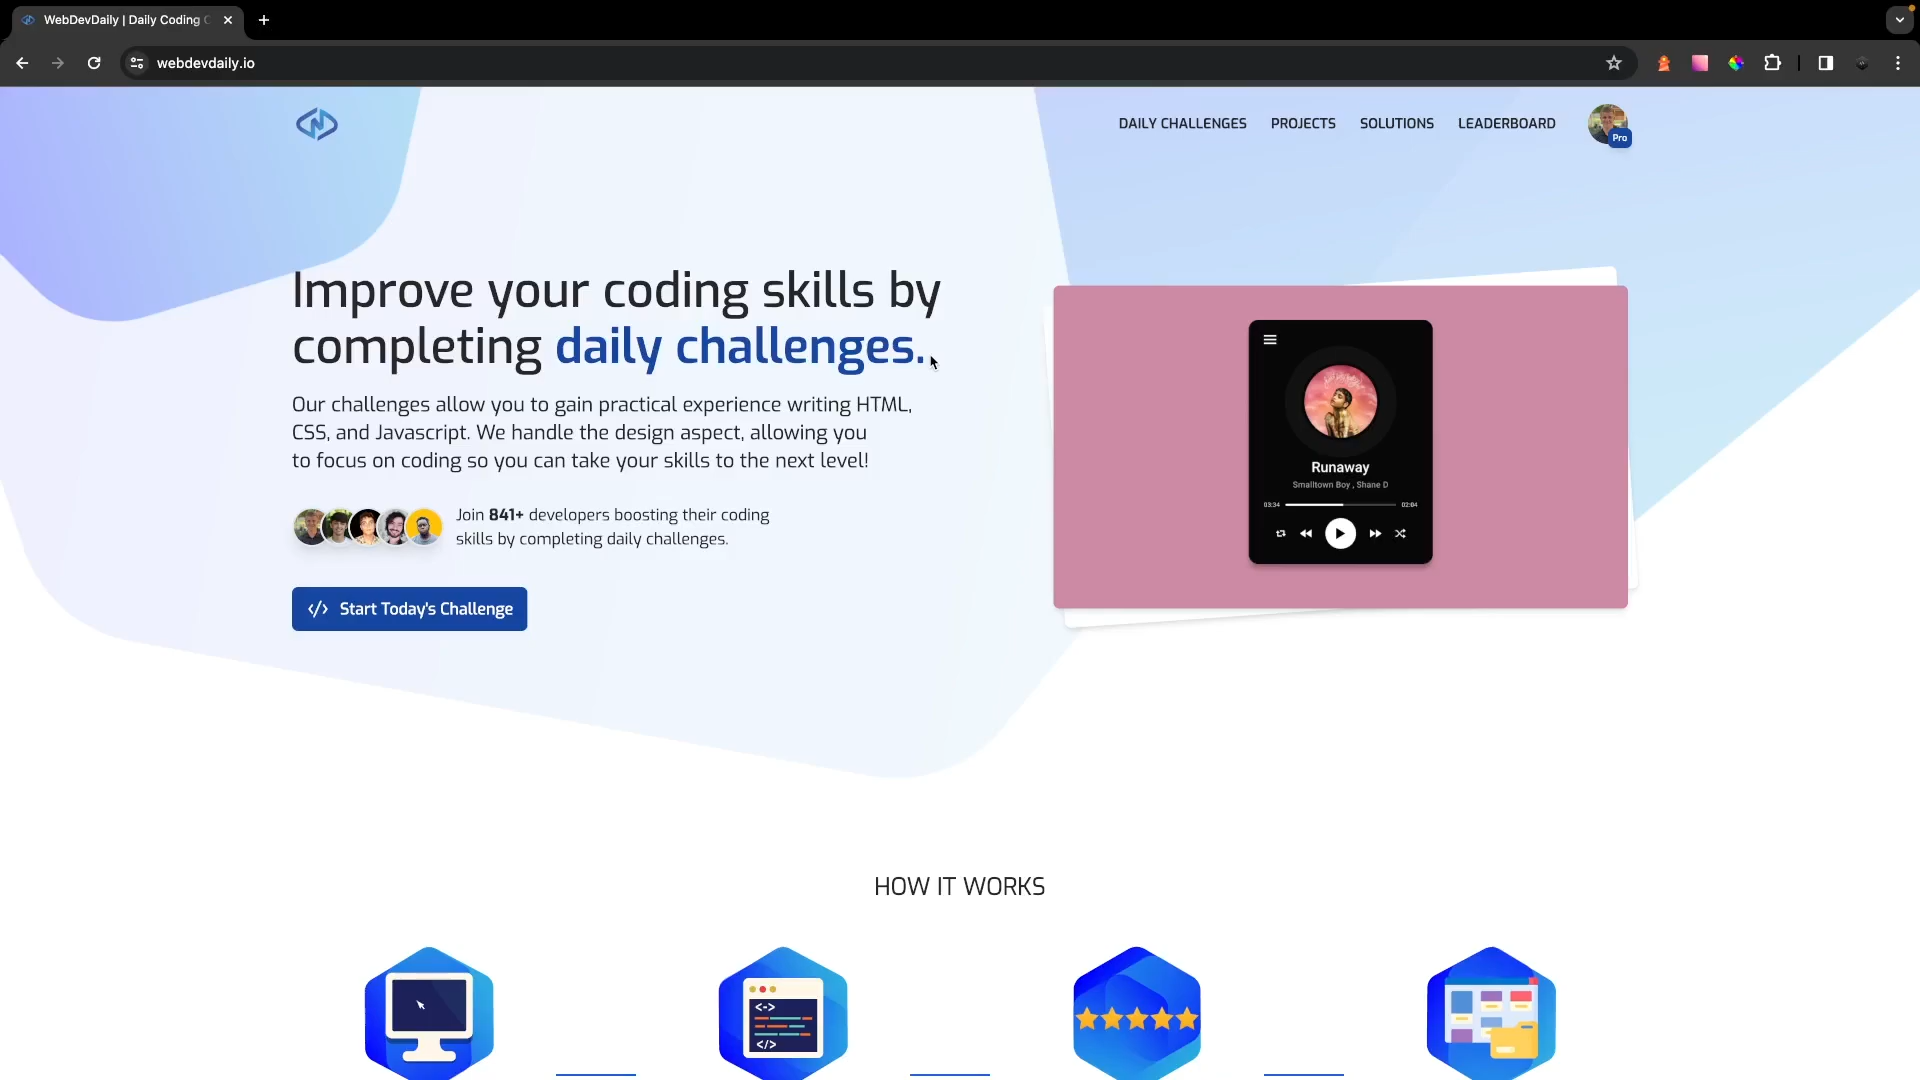 WebDevDaily | Daily Coding C
webdevdaily.io
DAILY CHALLENGES
PROJECTS
SOLUTIONS
LEADERBOARD
Pro
Improve your coding skills by
completing daily challenges.
Our challenges allow you to gain practical experience writing HTML,
CSS, and Javascript. We handle the design aspect, allowing you
to focus on coding so you can take your skills to the next level!
Join 841+ developers boosting their coding
skills by completing daily challenges.
</> Start Today's Challenge
Runaway
Smalltown Boy , Shane D
03:34
02:04
HOW IT WORKS
<->
</>